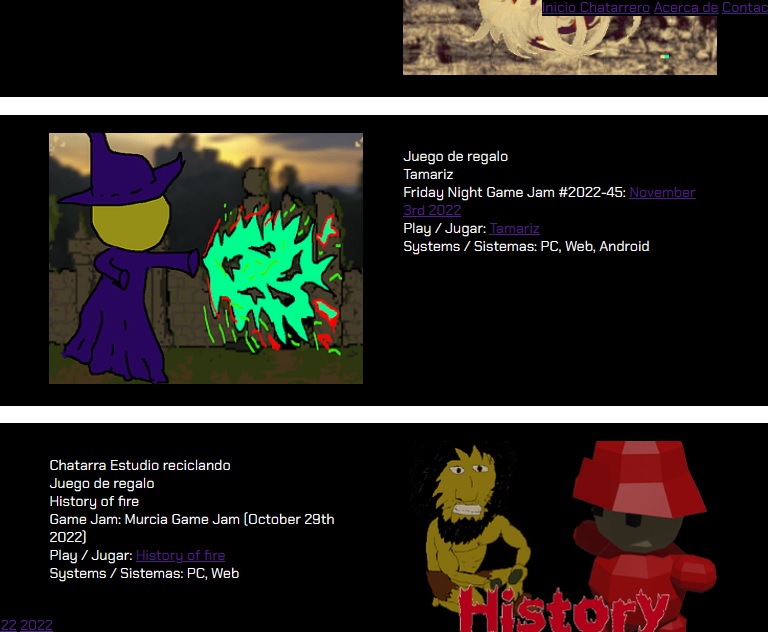 Inicio Chatarrero Acerca de Contac
Juego de regalo
Tamariz
Friday Night Game Jam #2022-45: November
3rd 2022
Play / Jugar: Tamariz
Systems / Sistemas: PC, Web, Android
Chatarra Estudio reciclando
Juego de regalo
History of fire
Game Jam: Murcia Game Jam (October 29th
2022)
Play / Jugar: History of fire
Systems / Sistemas: PC, Web
History
22 2022